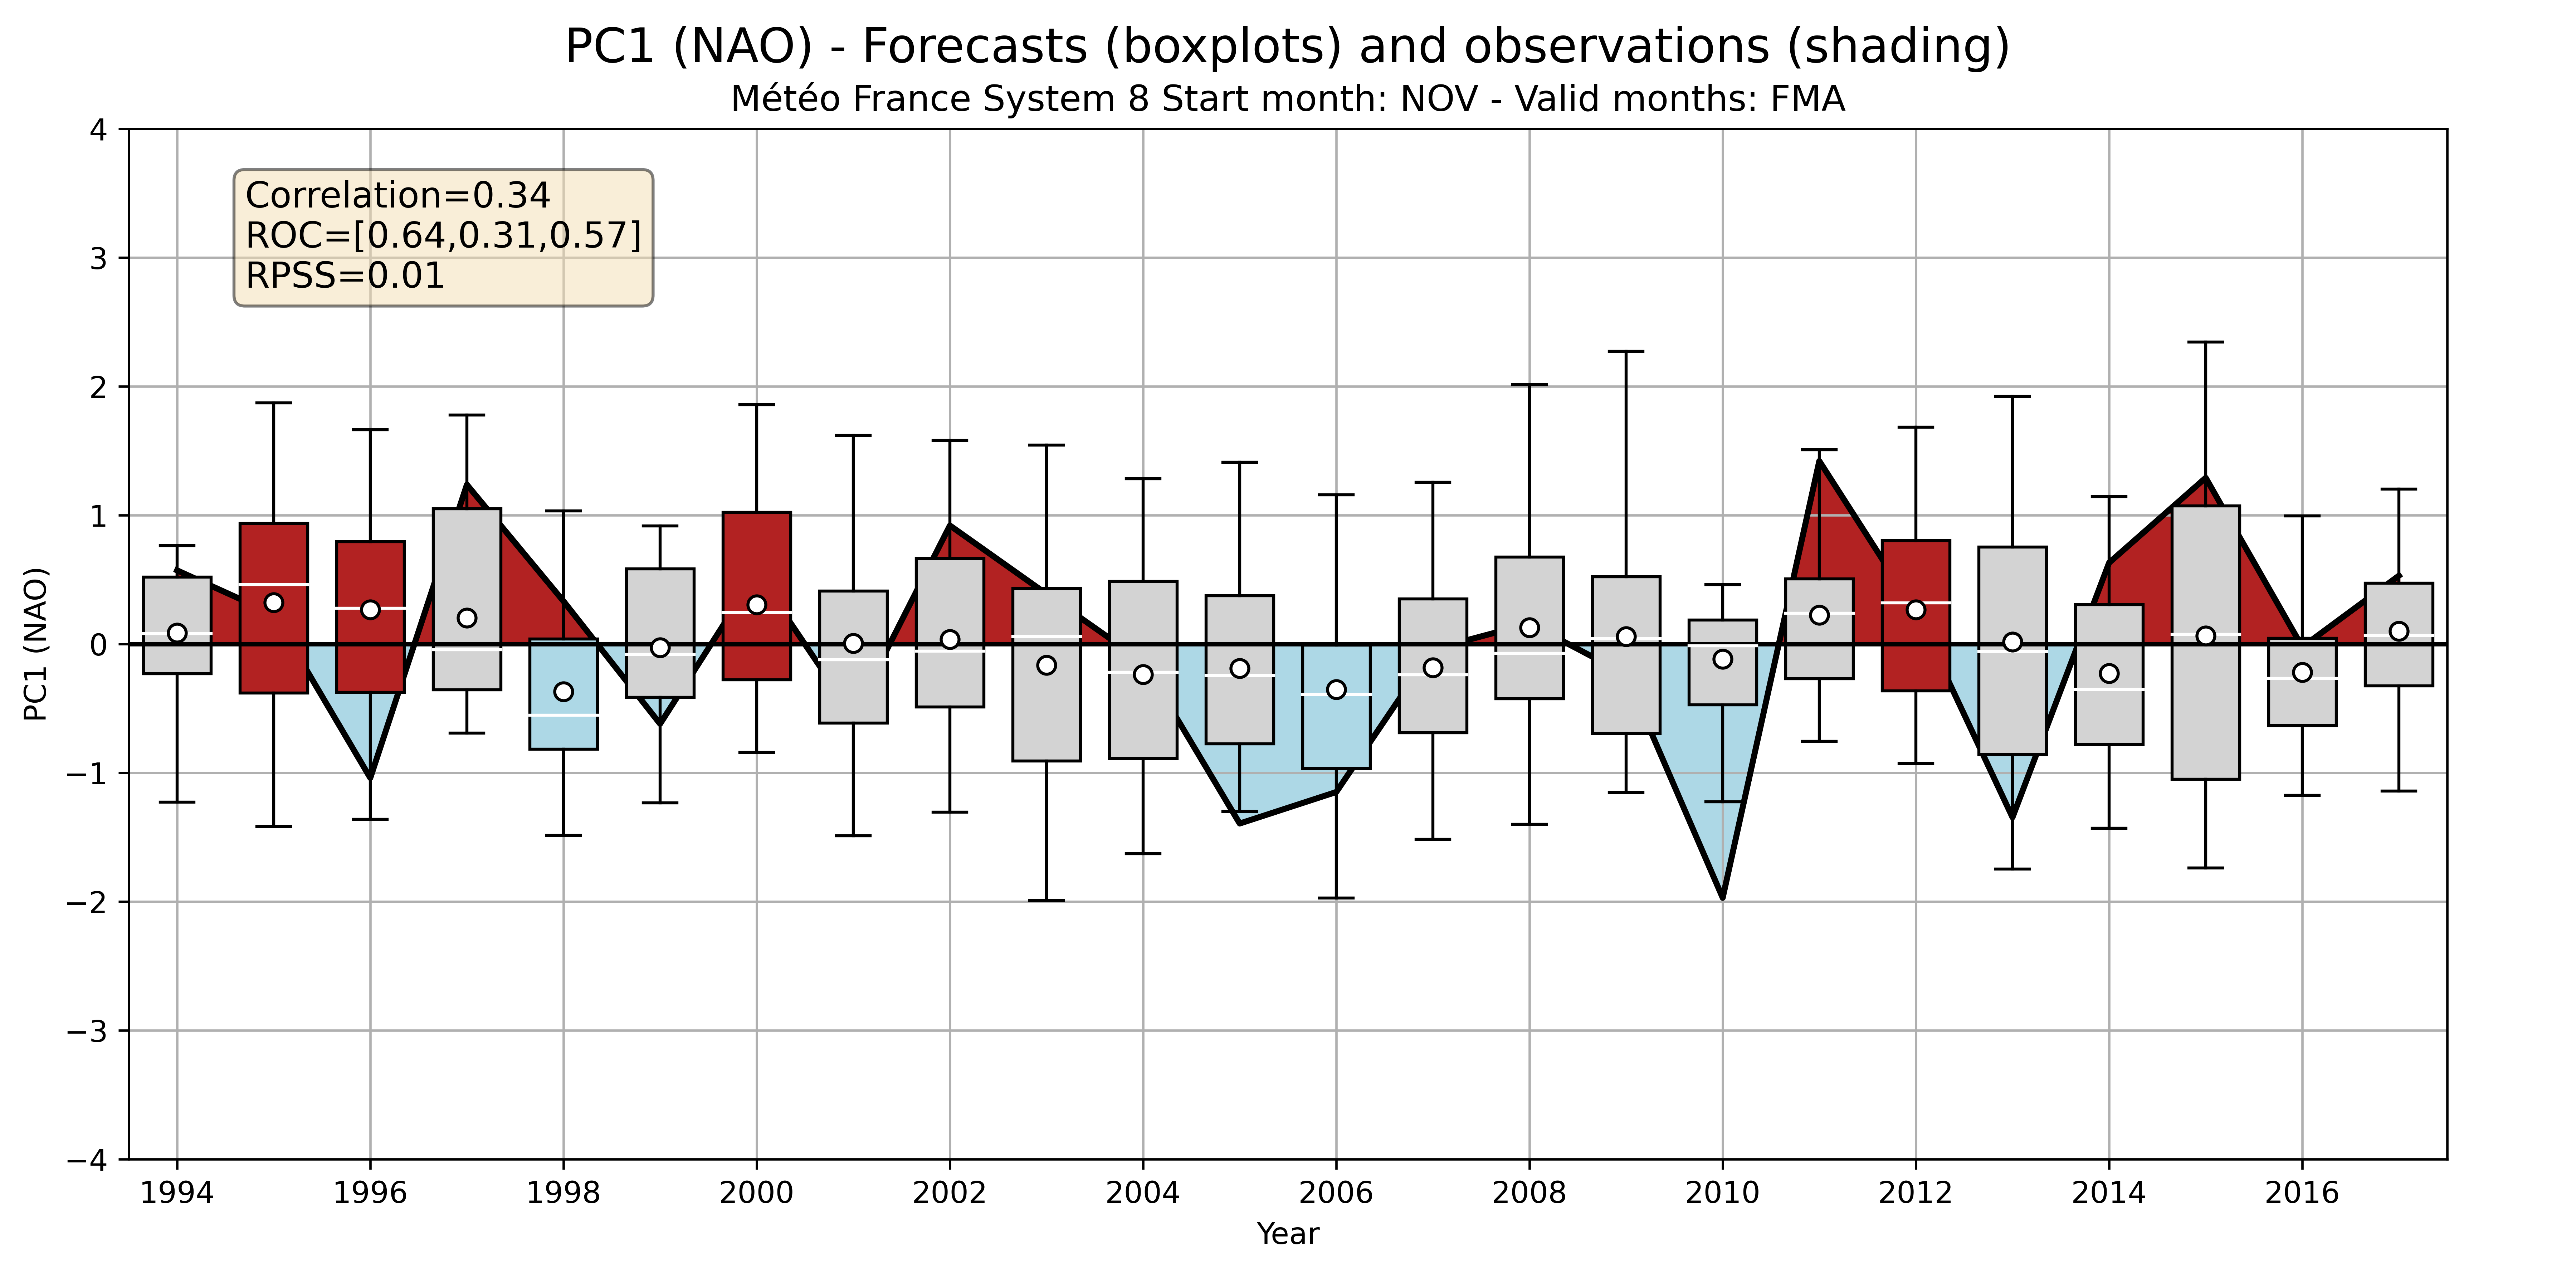 PC1 (NAO) - Forecasts (boxplots) and observations (shading)
Météo France System 8 Start month: NOV - Valid months: FMA
Correlation=0.34
ROC=[0.64,0.31,0.57]
RPSS=0.01
4
3
2
1
0
−1
−2
−3
−4
PC1 (NAO)
1994 1996 1998 2000 2002 2004 2006 2008 2010 2012 2014 2016
Year